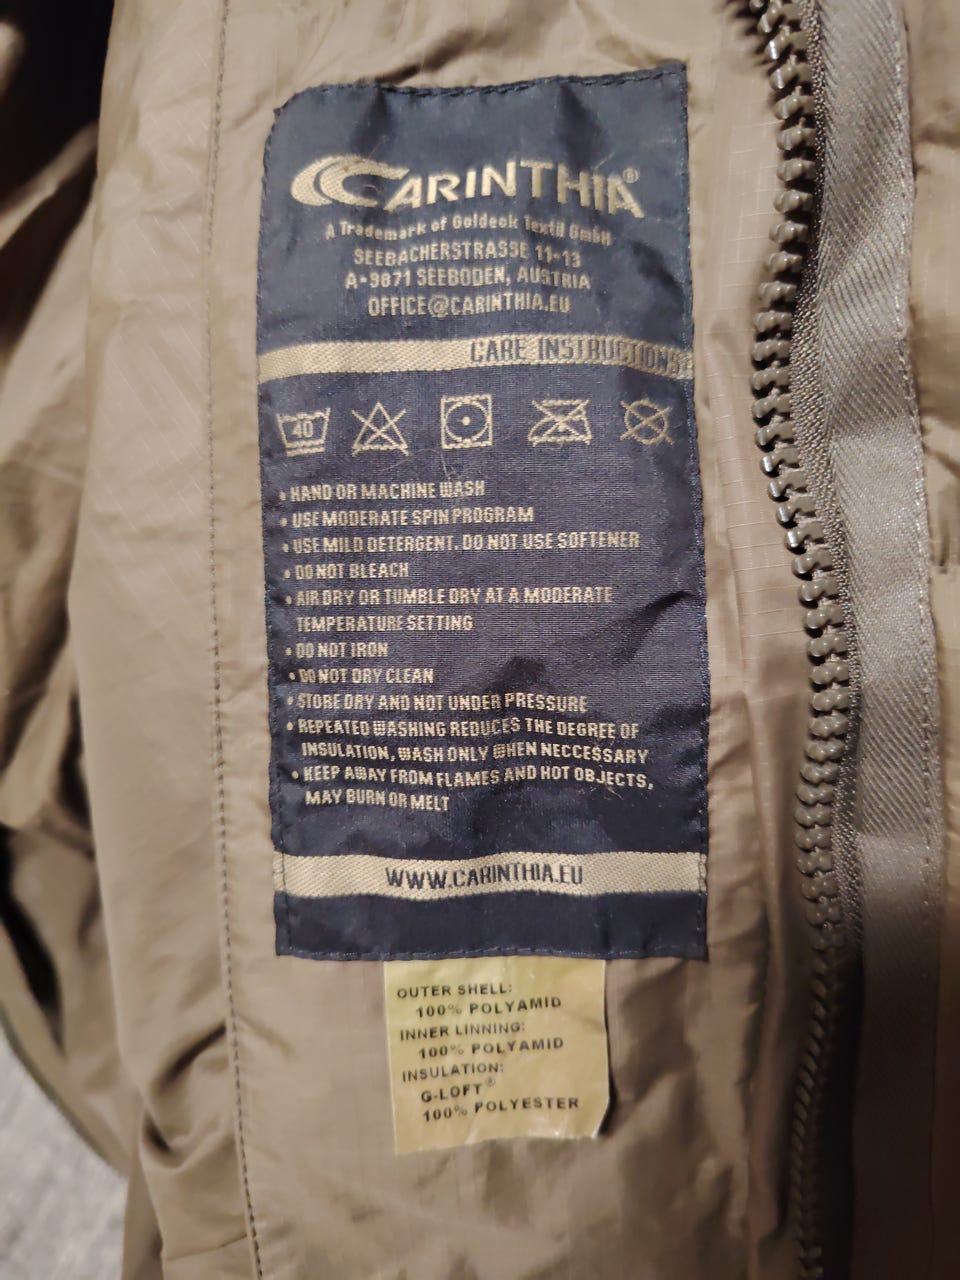 CARINTHIA®
A Trademark of Goldeck Textil GmbH
SEEBACHERSTRASSE 11-13
A-9871 SEEBODEN, AUSTRIA
OFFICE@CARINTHIA.EU
CARE INSTRUCTIONS
40
• HAND OR MACHINE WASH
• USE MODERATE SPIN PROGRAM
• USE MILD DETERGENT. DO NOT USE SOFTENER
• DO NOT BLEACH
• AIR DRY OR TUMBLE DRY AT A MODERATE
TEMPERATURE SETTING
• DO NOT IRON
• DO NOT DRY CLEAN
• STORE DRY AND NOT UNDER PRESSURE
• REPEATED WASHING REDUCES THE DEGREE OF
INSULATION, WASH ONLY WHEN NECCESSARY
• KEEP AWAY FROM FLAMES AND HOT OBJECTS,
MAY BURN OR MELT
WWW.CARINTHIA.EU
OUTER SHELL:
100% POLYAMID
INNER LINNING:
100% POLYAMID
INSULATION:
G-LOFT®
100% POLYESTER